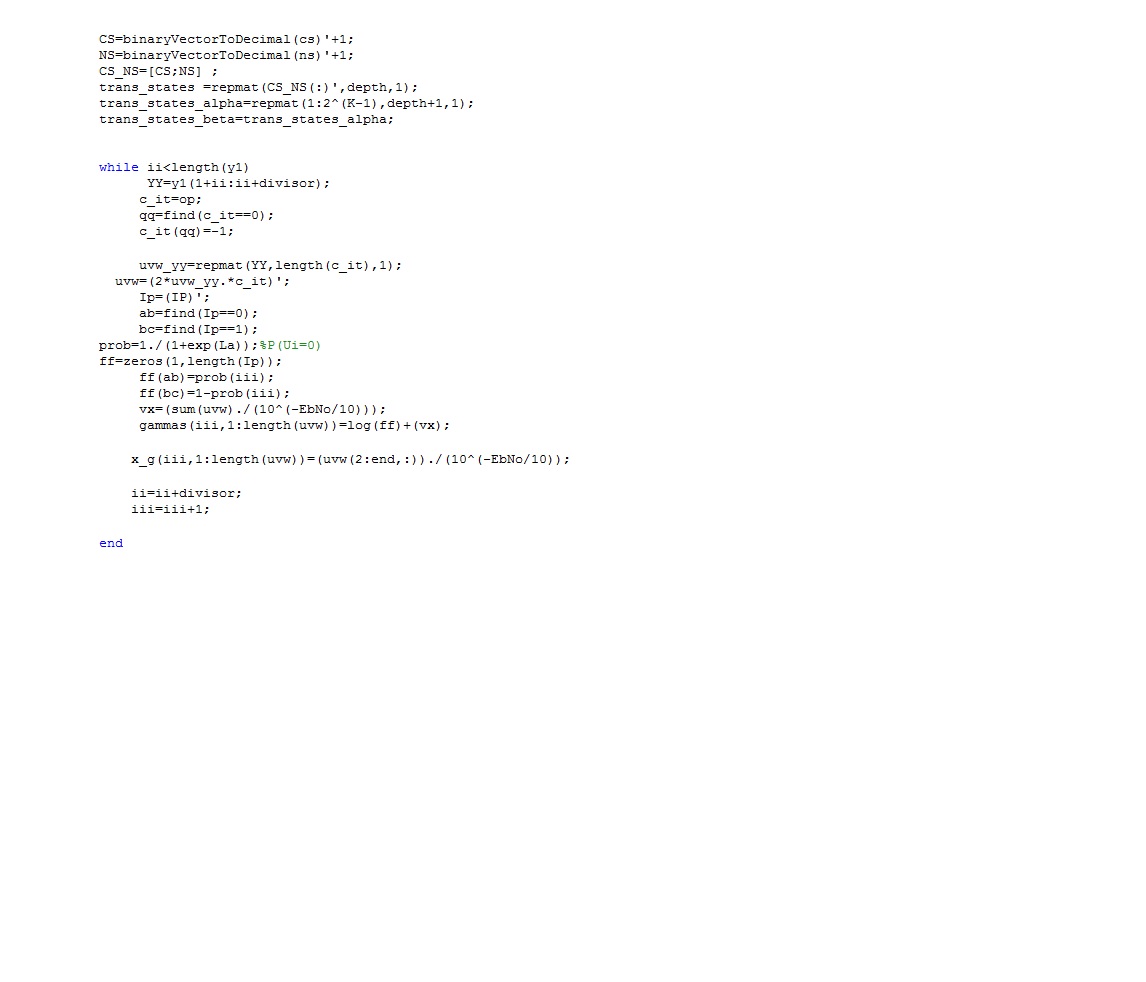 CS=binaryVectorToDecimal(cs)'+1;
NS=binaryVectorToDecimal(ns)'+1;
CS_NS=[CS;NS] ;
trans_states =repmat(CS_NS(:)',depth,1);
trans_states_alpha=repmat(1:2^(K-1),depth+1,1);
trans_states_beta=trans_states_alpha;
while ii<length(y1)
YY=y1(1+ii:ii+divisor);
c_it=op;
qq=find(c_it==0);
c_it(qq)=-1;
uvw_yy=repmat(YY,length(c_it),1);
uvw=(2*uvw_yy.*c_it)';
Ip=(IP)';
ab=find(Ip==0);
bc=find(Ip==1);
prob=1./(1+exp(La));%P(Ui=0)
ff=zeros(1,length(Ip));
ff(ab)=prob(iii);
ff(bc)=1-prob(iii);
vx=(sum(uvw)./(10^(-EbNo/10)));
gammas(iii,1:length(uvw))=log(ff)+(vx);
x_g(iii,1:length(uvw))=(uvw(2:end,:))./(10^(-EbNo/10));
ii=ii+divisor;
iii=iii+1;
end